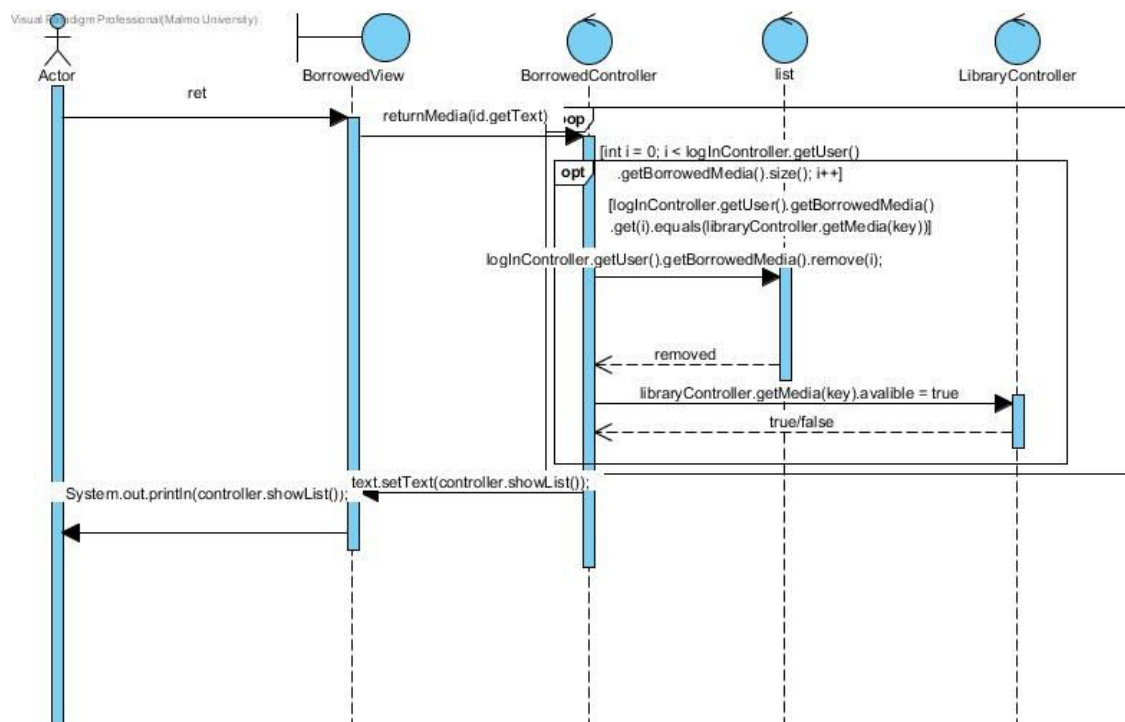 Visual Paradigm Professional(Malmo University)
Actor
BorrowedView
BorrowedController
list
LibraryController
ret
returnMedia(id.getText)
op
[int i = 0; i < logInController.getUser()
.getBorrowedMedia().size(); i++]
opt
[logInController.getUser().getBorrowedMedia()
.get(i).equals(libraryController.getMedia(key))]
logInController.getUser().getBorrowedMedia().remove(i);
removed
libraryController.getMedia(key).avalible = true
true/false
text.setText(controller.showList());
System.out.println(controller.showList());